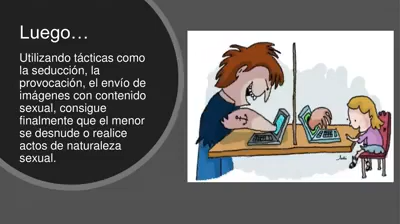 Luego…
Utilizando tácticas como
la seducción, la
provocación, el envío de
imágenes con contenido
sexual, consigue
finalmente que el menor
se desnude o realice
actos de naturaleza
sexual.